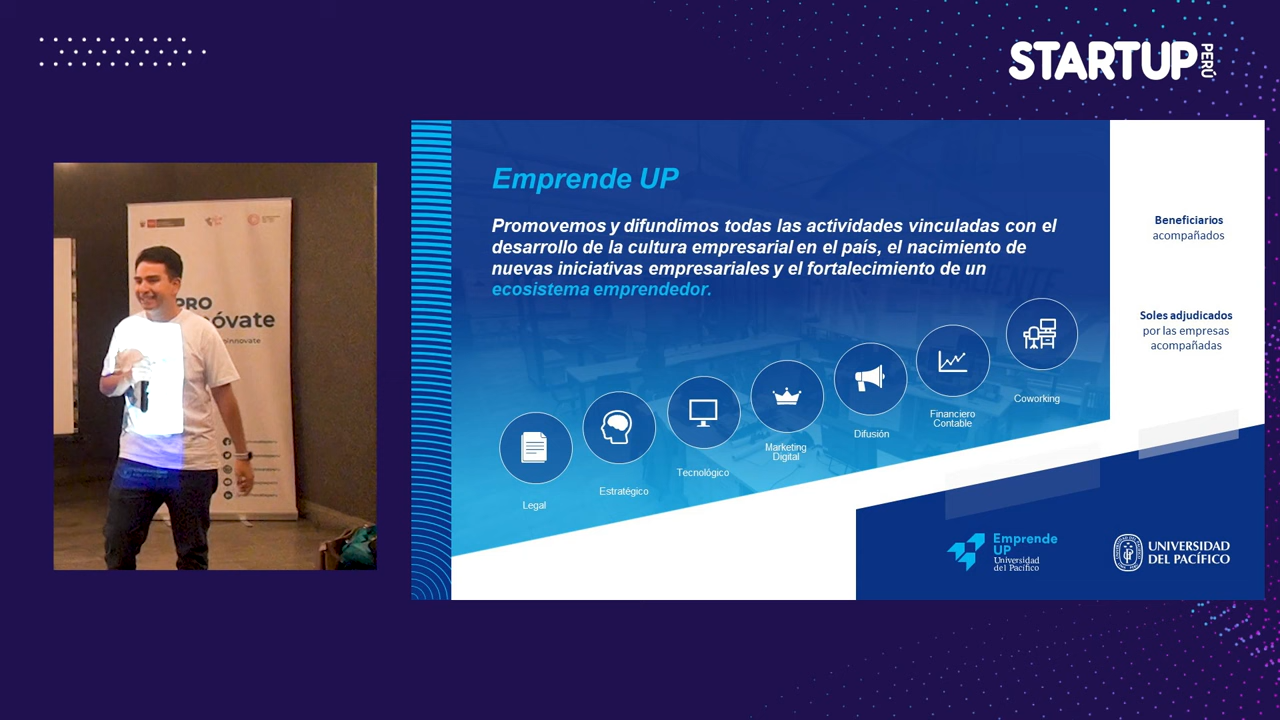 STARTUP PERÚ
PRO
óvate
Emprende UP
Promovemos y difundimos todas las actividades vinculadas con el
desarrollo de la cultura empresarial en el país, el nacimiento de
nuevas iniciativas empresariales y el fortalecimiento de un
ecosistema emprendedor.
Legal
Estratégico
Tecnológico
Marketing
Digital
Difusión
Financiero
Contable
Coworking
Beneficiarios
acompañados
Soles adjudicados
por las empresas
acompañadas
Emprende
UP
Universidad
del Pacífico
UNIVERSIDAD
DEL PACÍFICO